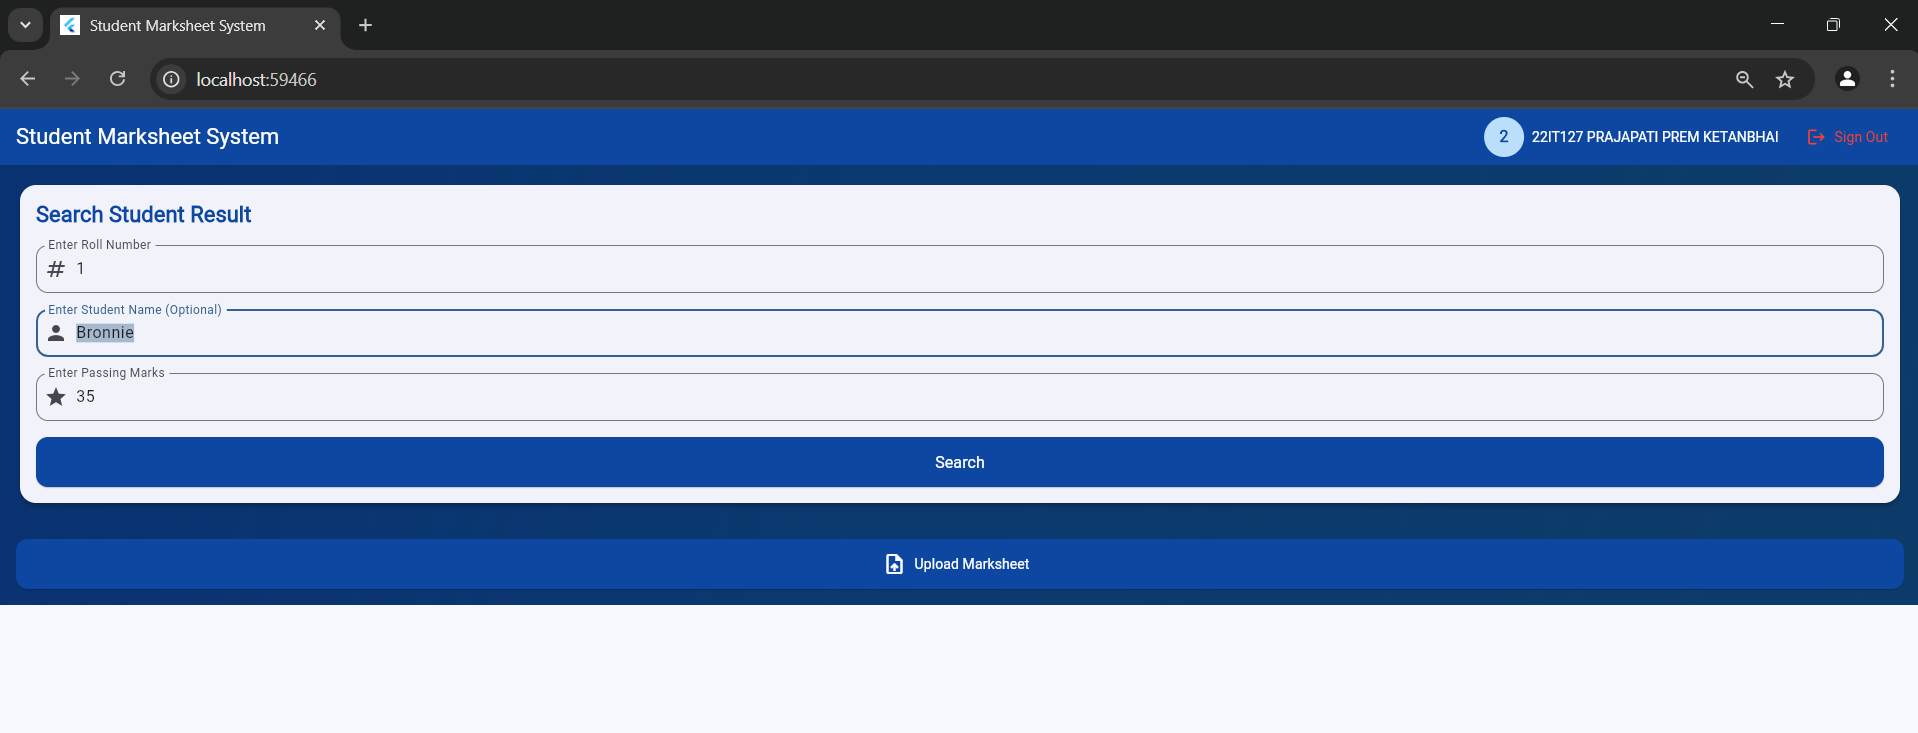 Student Marksheet System
localhost:59466
Student Marksheet System
2 22IT127 PRAJAPATI PREM KETANBHAI Sign Out
Search Student Result
Enter Roll Number
# 1
Enter Student Name (Optional)
Bronnie
Enter Passing Marks
35
Search
Upload Marksheet